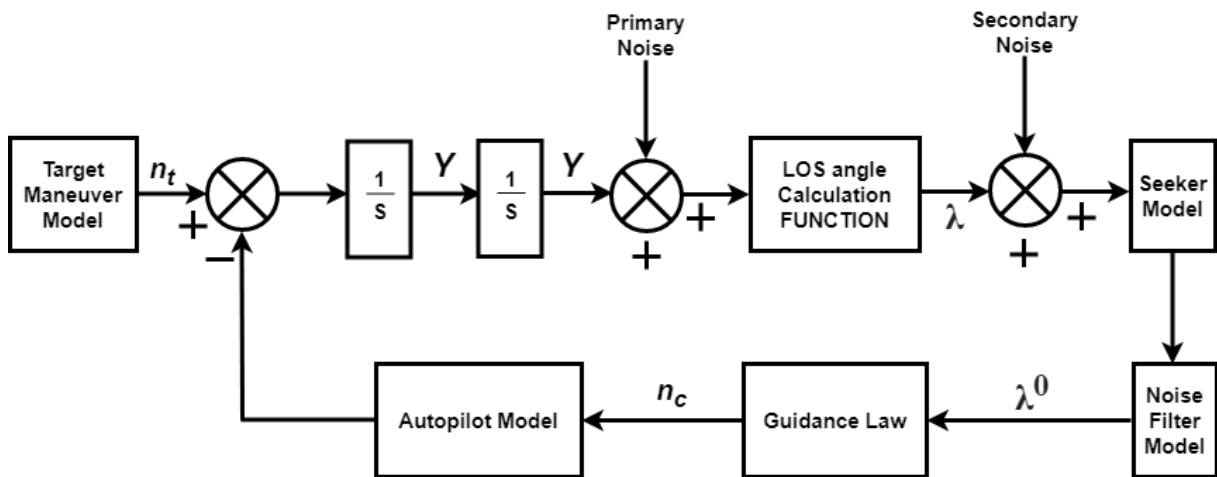 Primary
Noise
Secondary
Noise
Target
Maneuver
Model
n_t
+
−
1
S
Y
1
S
Y
+
+
LOS angle
Calculation
FUNCTION
λ
+
+
Seeker
Model
Autopilot Model
n_c
Guidance Law
λ⁰
Noise
Filter
Model